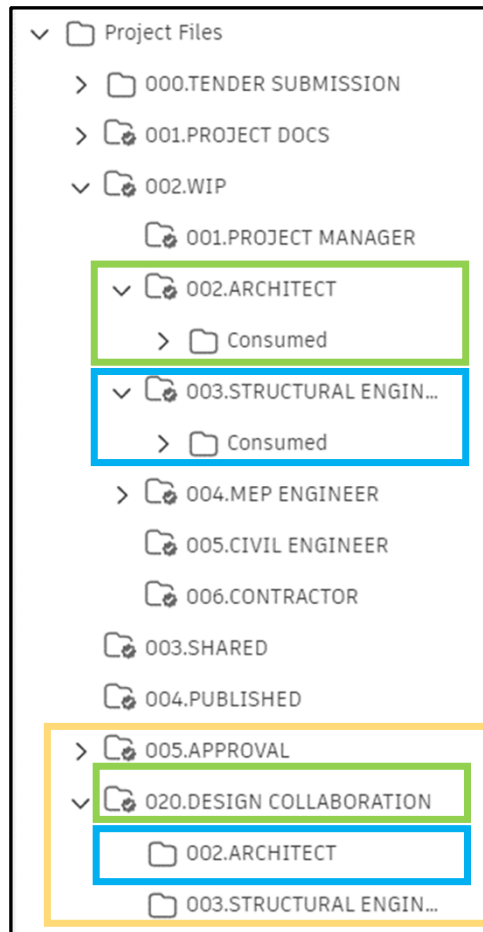 Project Files
000.TENDER SUBMISSION
001.PROJECT DOCS
002.WIP
001.PROJECT MANAGER
002.ARCHITECT
Consumed
003.STRUCTURAL ENGIN...
Consumed
004.MEP ENGINEER
005.CIVIL ENGINEER
006.CONTRACTOR
003.SHARED
004.PUBLISHED
005.APPROVAL
020.DESIGN COLLABORATION
002.ARCHITECT
003.STRUCTURAL ENGIN...